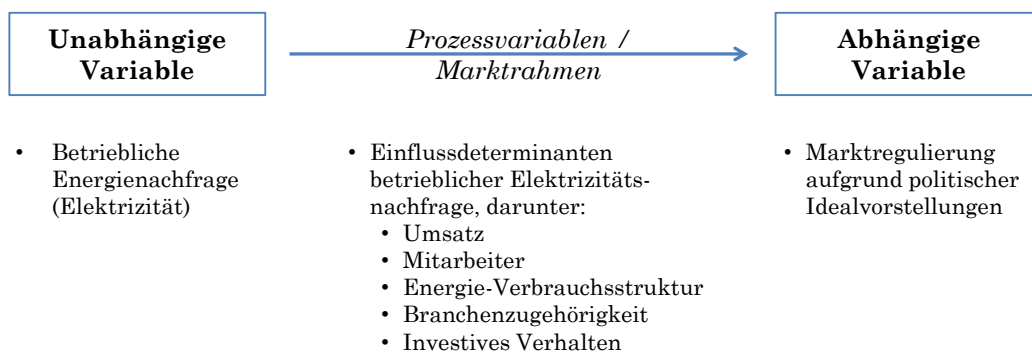 Unabhängige
Variable
Prozessvariablen /
Marktrahmen
Abhängige
Variable
• Betriebliche
Energienachfrage
(Elektrizität)
• Einflussdeterminanten
betrieblicher Elektrizitäts-
nachfrage, darunter:
• Umsatz
• Mitarbeiter
• Energie-Verbrauchsstruktur
• Branchenzugehörigkeit
• Investives Verhalten
• Marktregulierung
aufgrund politischer
Idealvorstellungen